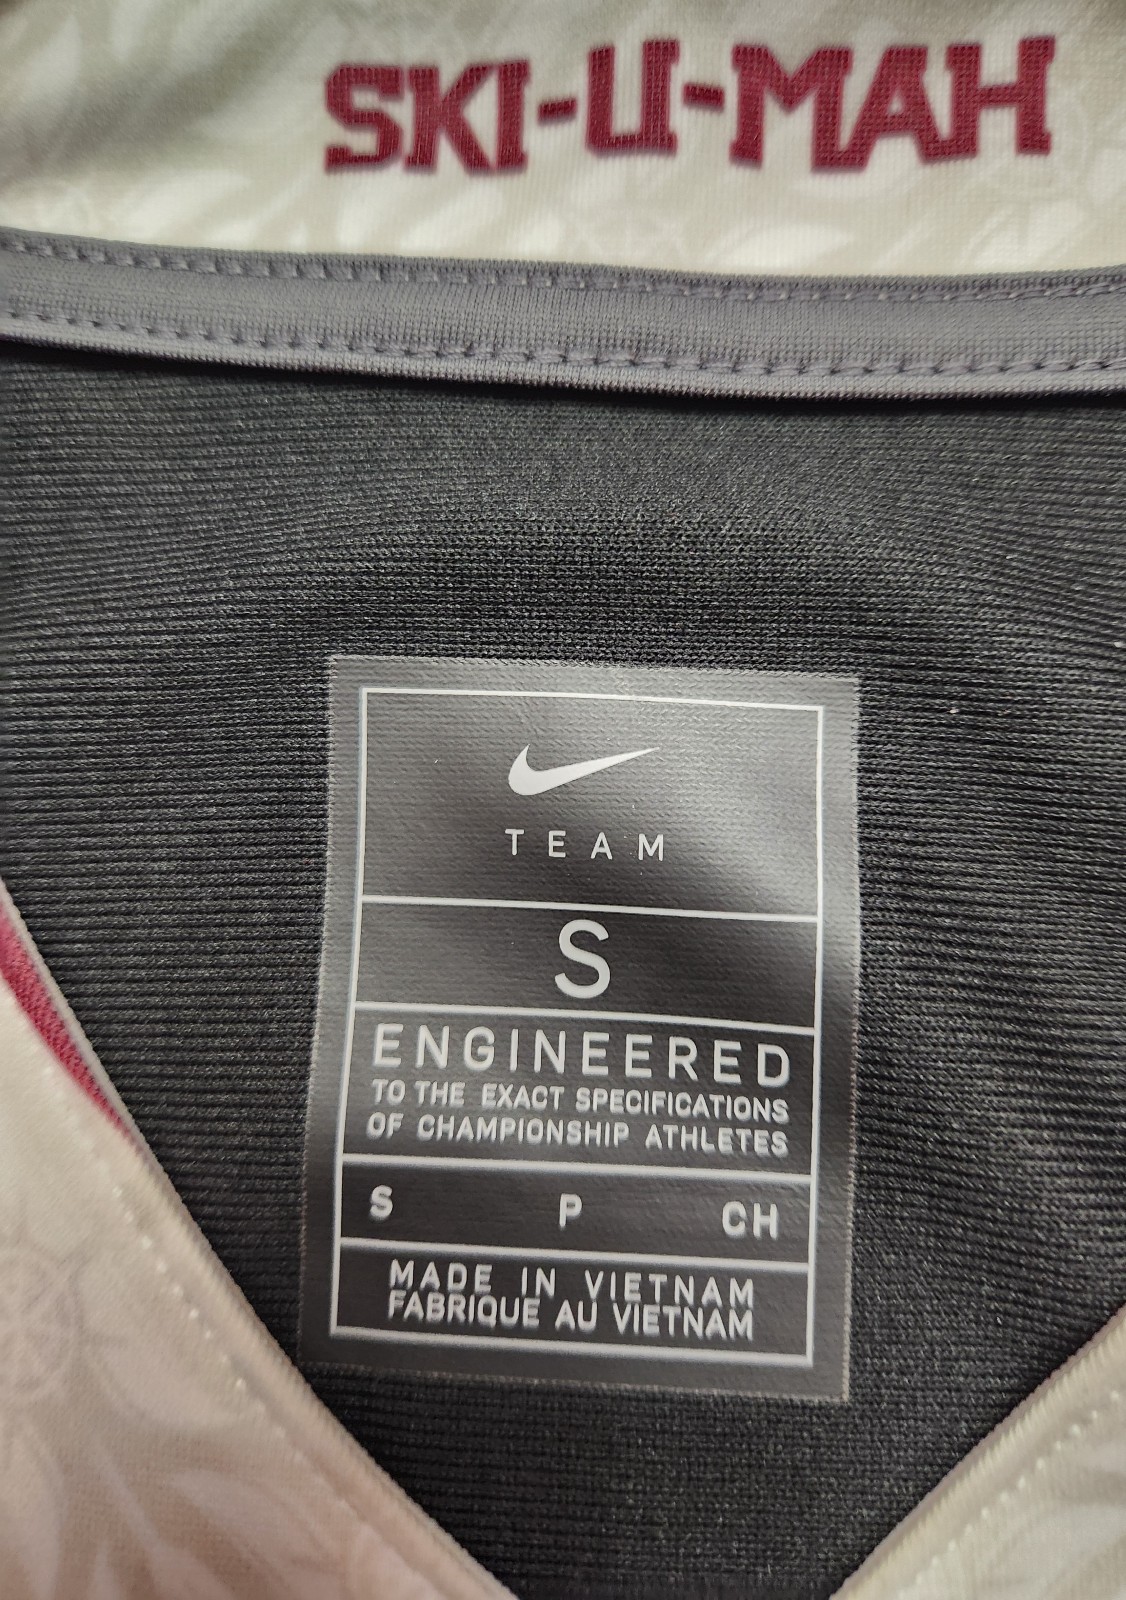 SKI-U-MAH
TEAM
S
ENGINEERED
TO THE EXACT SPECIFICATIONS
OF CHAMPIONSHIP ATHLETES
S P CH
MADE IN VIETNAM
FABRIQUE AU VIETNAM